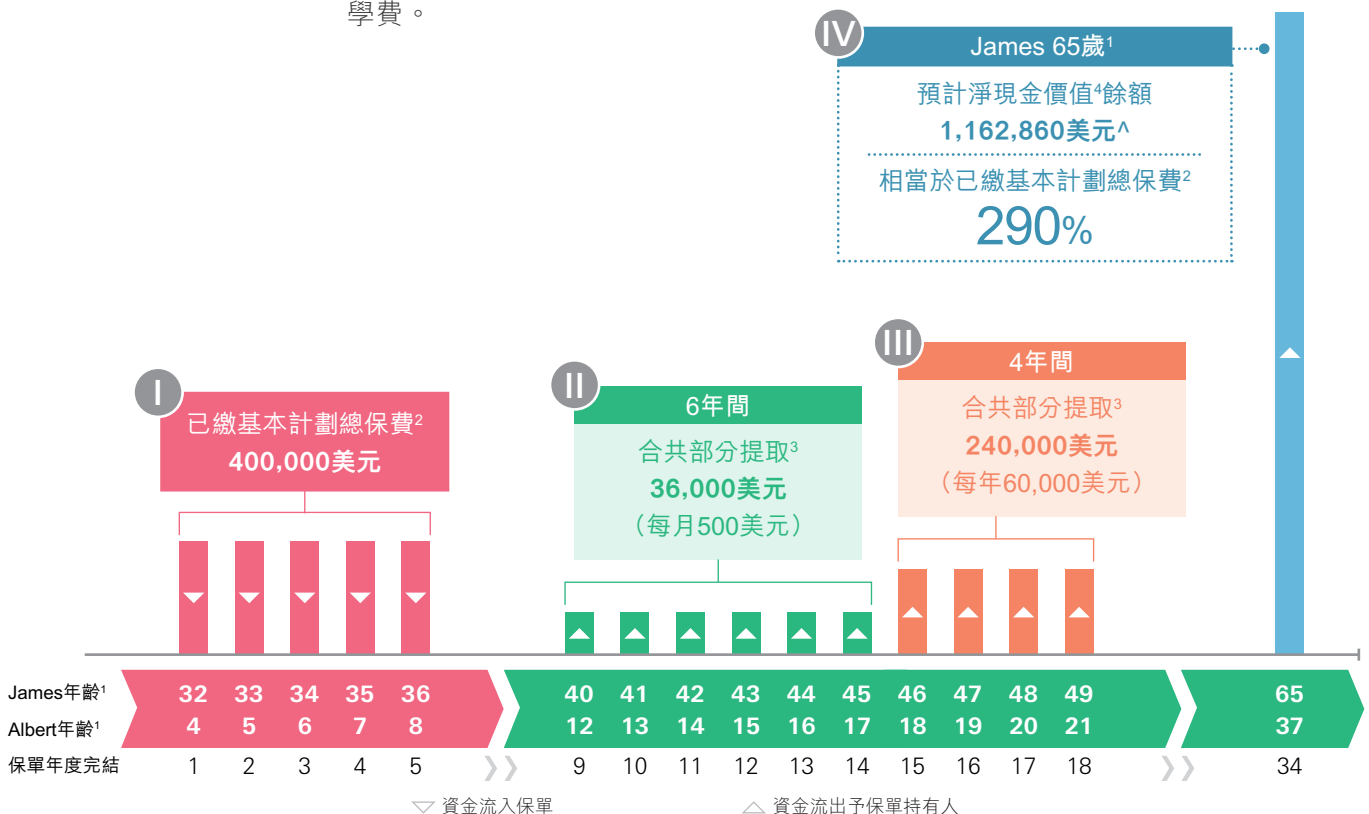 學費。
IV
James 65歲¹
預計淨現金價值⁴餘額
1,162,860美元^
相當於已繳基本計劃總保費²
290%
I
已繳基本計劃總保費²
400,000美元
II
6年間
合共部分提取³
36,000美元
（每月500美元）
III
4年間
合共部分提取³
240,000美元
（每年60,000美元）
James年齡¹ 32 33 34 35 36 40 41 42 43 44 45 46 47 48 49 65
Albert年齡¹ 4 5 6 7 8 12 13 14 15 16 17 18 19 20 21 37
保單年度完結 1 2 3 4 5 9 10 11 12 13 14 15 16 17 18 34
資金流入保單 資金流出予保單持有人